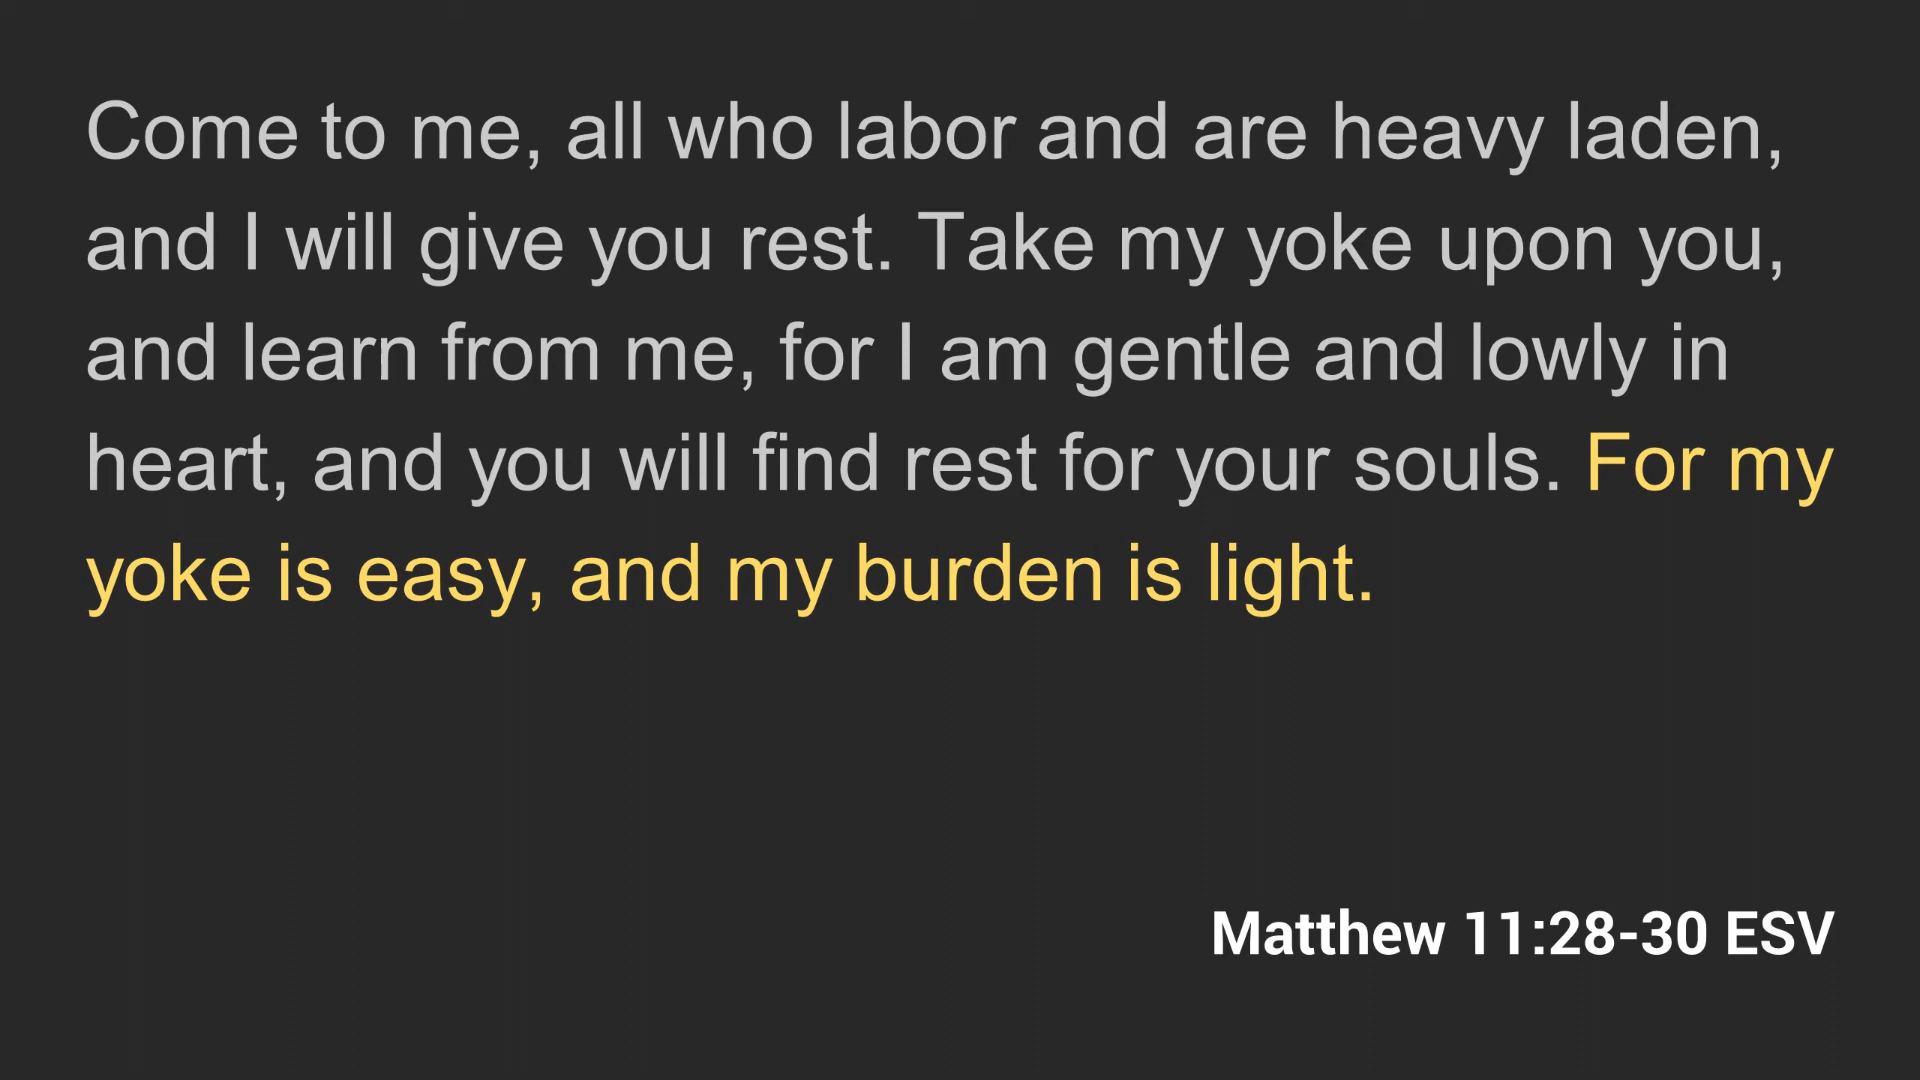 Come to me, all who labor and are heavy laden,
and I will give you rest. Take my yoke upon you,
and learn from me, for I am gentle and lowly in
heart, and you will find rest for your souls. For my
yoke is easy, and my burden is light.
Matthew 11:28-30 ESV